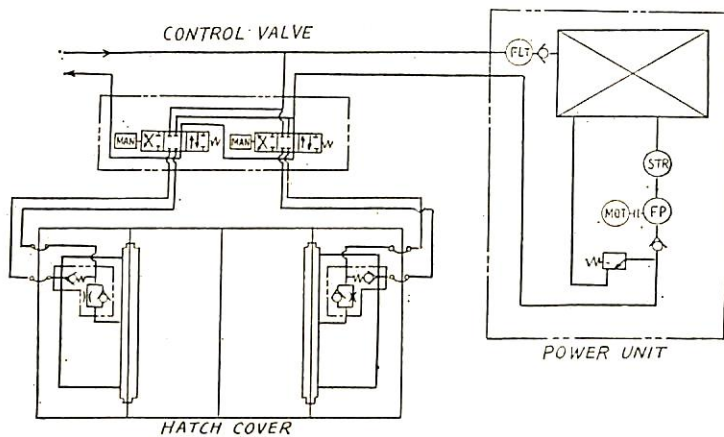 CONTROL VALVE
FLT
MAN
MAN
STR
MOT
FP
POWER UNIT
HATCH COVER